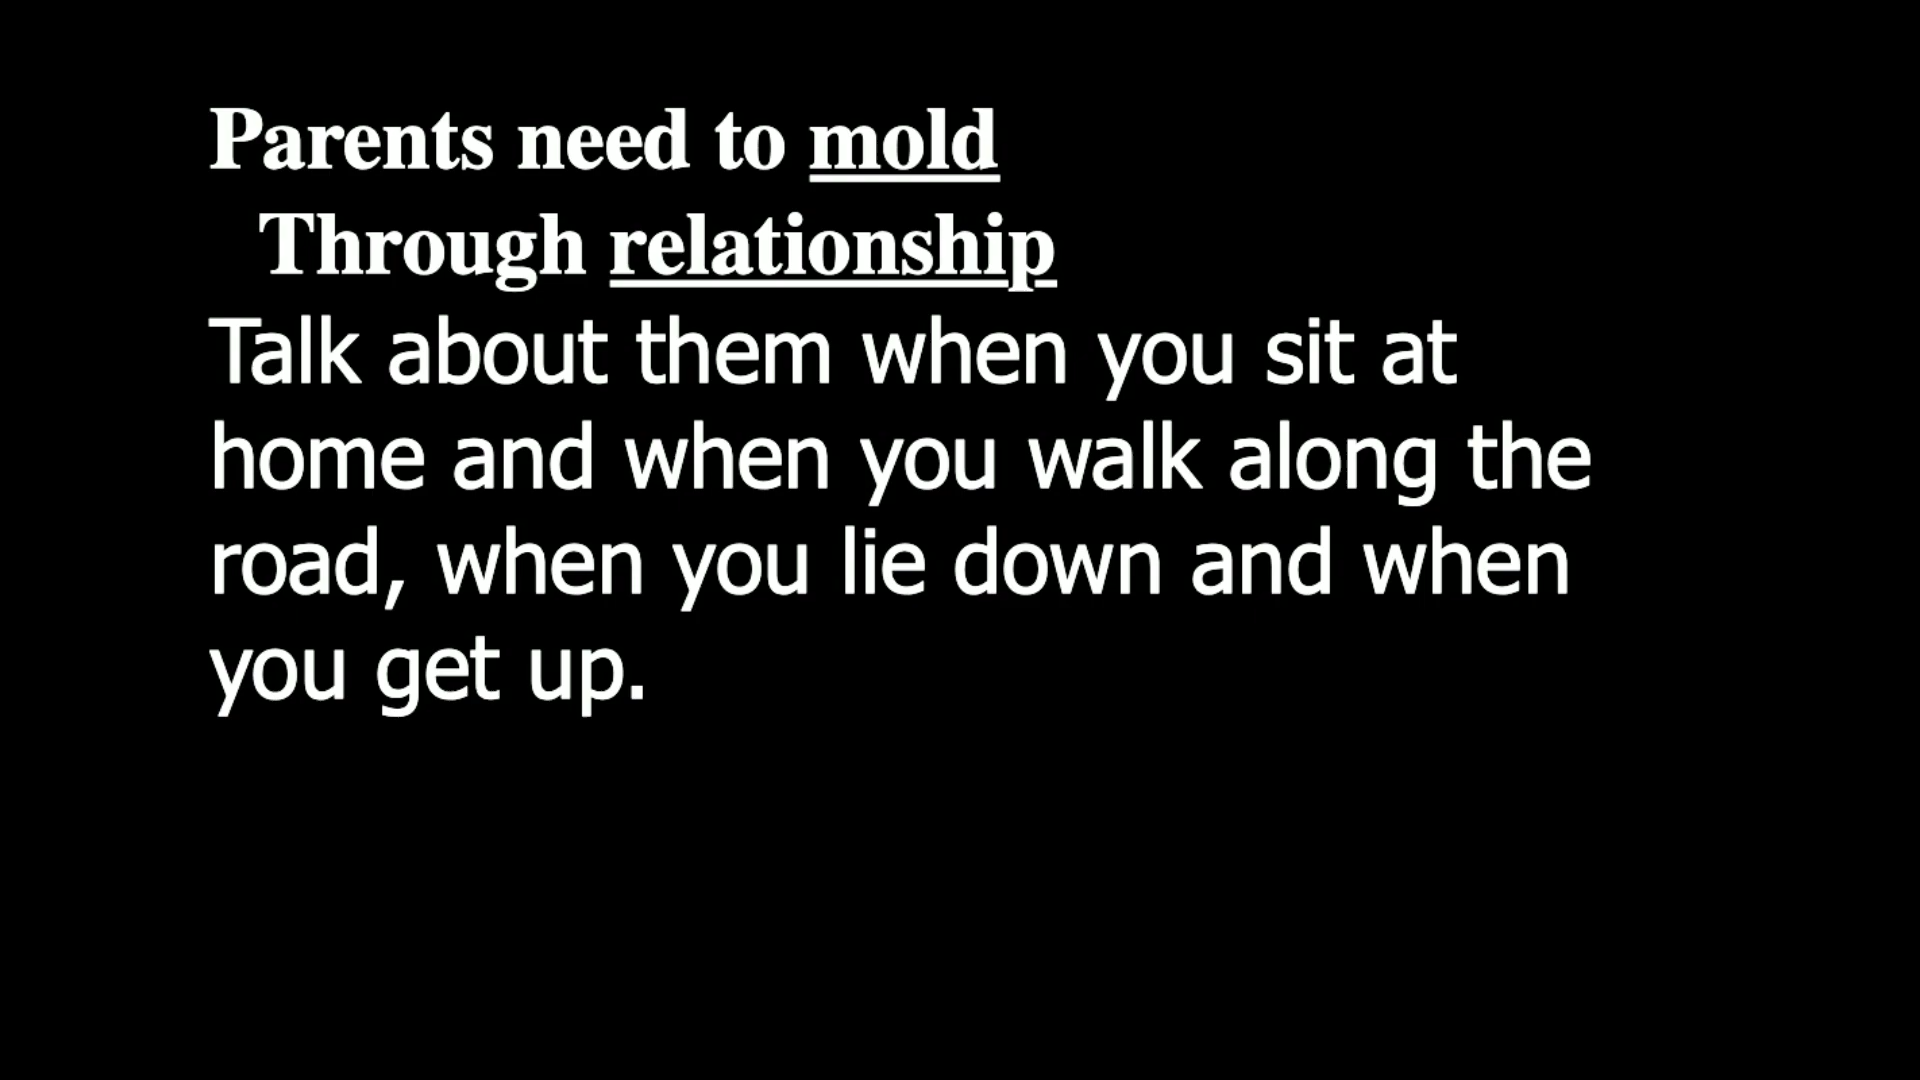 Parents need to mold
Through relationship
Talk about them when you sit at
home and when you walk along the
road, when you lie down and when
you get up.